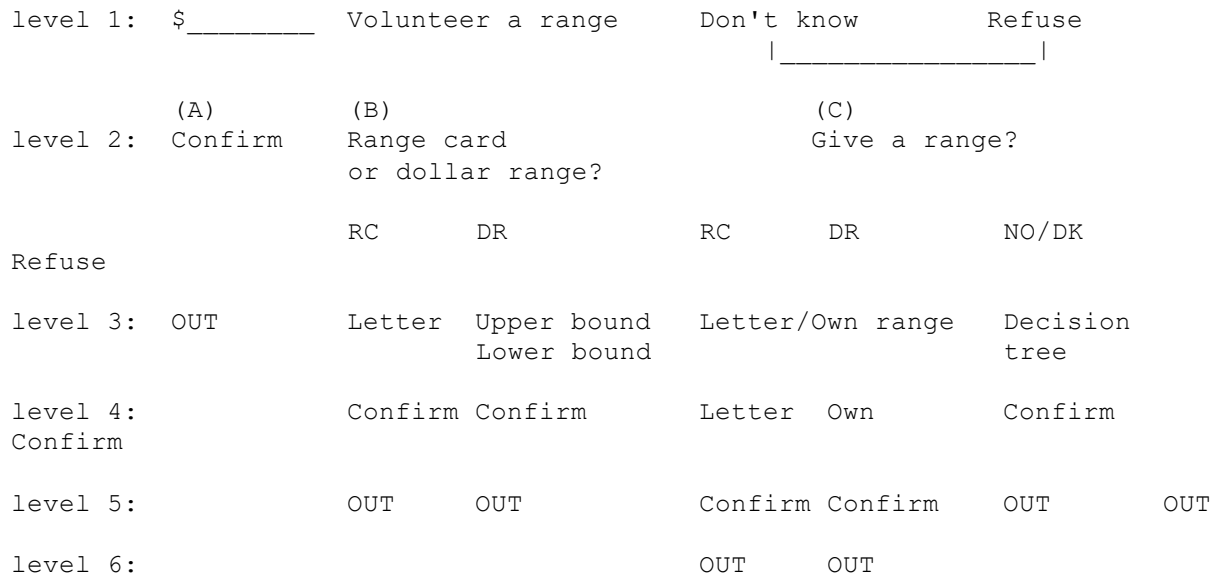 level 1:  $________  Volunteer a range     Don't know        Refuse
                                               |________________|
          (A)        (B)                          (C)
level 2:  Confirm    Range card                   Give a range?
                     or dollar range?
                     RC      DR            RC      DR         NO/DK
Refuse
level 3:  OUT        Letter  Upper bound   Letter/Own range   Decision
                             Lower bound                      tree
level 4:             Confirm Confirm       Letter  Own        Confirm
Confirm
level 5:             OUT     OUT           Confirm Confirm    OUT       OUT
level 6:                                   OUT     OUT